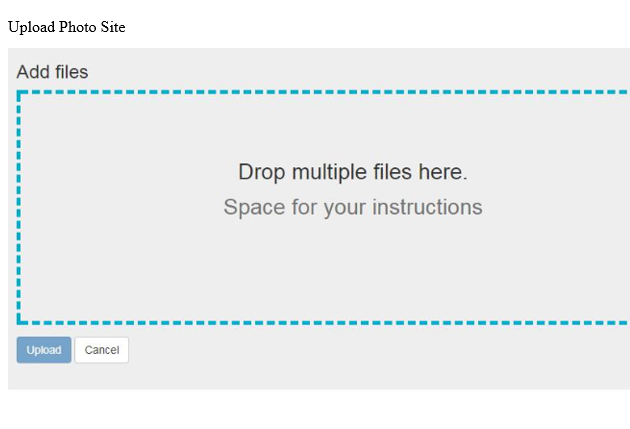 Upload Photo Site
Add files
Drop multiple files here.
Space for your instructions
Upload Cancel